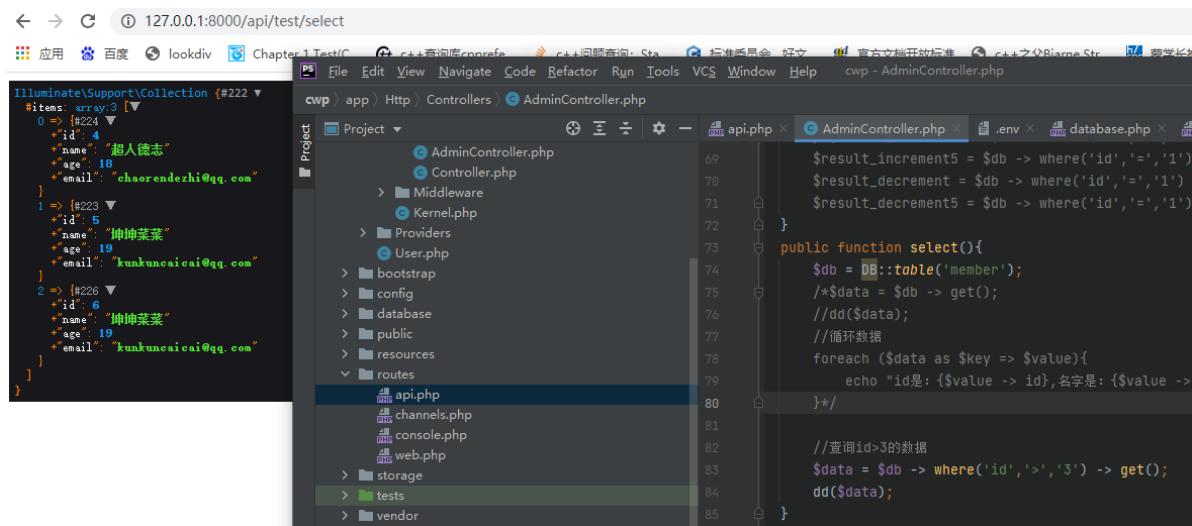 127.0.0.1:8000/api/test/select
应用 百度 lookdiv Chapter 1 Test(C
Illuminate\Support\Collection {#222 ▼
#items: array:3 [▼
0 => {#224 ▼
+"id": 4
+"name": "超人德志"
+"age": 18
+"email": "chaorendezhi@qq.com"
}
1 => {#223 ▼
+"id": 5
+"name": "坤坤菜菜"
+"age": 19
+"email": "kunkuncaicai@qq.com"
}
2 => {#226 ▼
+"id": 6
+"name": "坤坤菜菜"
+"age": 19
+"email": "kunkuncaicai@qq.com"
}
]
}
PS File Edit View Navigate Code Refactor Run Tools VCS Window Help cwp - AdminController.php
cwp 〉 app 〉 Http 〉 Controllers 〉 AdminController.php
Project
Project
api.php AdminController.php .env database.php
AdminController.php
Controller.php
Middleware
Kernel.php
Providers
User.php
bootstrap
config
database
public
resources
routes
api.php
channels.php
console.php
web.php
storage
tests
vendor
69 $result_increment5 = $db -> where('id','=','1')
70 $result_decrement = $db -> where('id','=','1')
71 $result_decrement5 = $db -> where('id','=','1')
72 }
73 public function select(){
74 $db = DB::table('member');
75 /*$data = $db -> get();
76 //dd($data);
77 //循环数据
78 foreach ($data as $key => $value){
79 echo "id是：{$value -> id},名字是：{$value ->
80 }*/
81
82 //查询id>3的数据
83 $data = $db -> where('id','>','3') -> get();
84 dd($data);
85 }